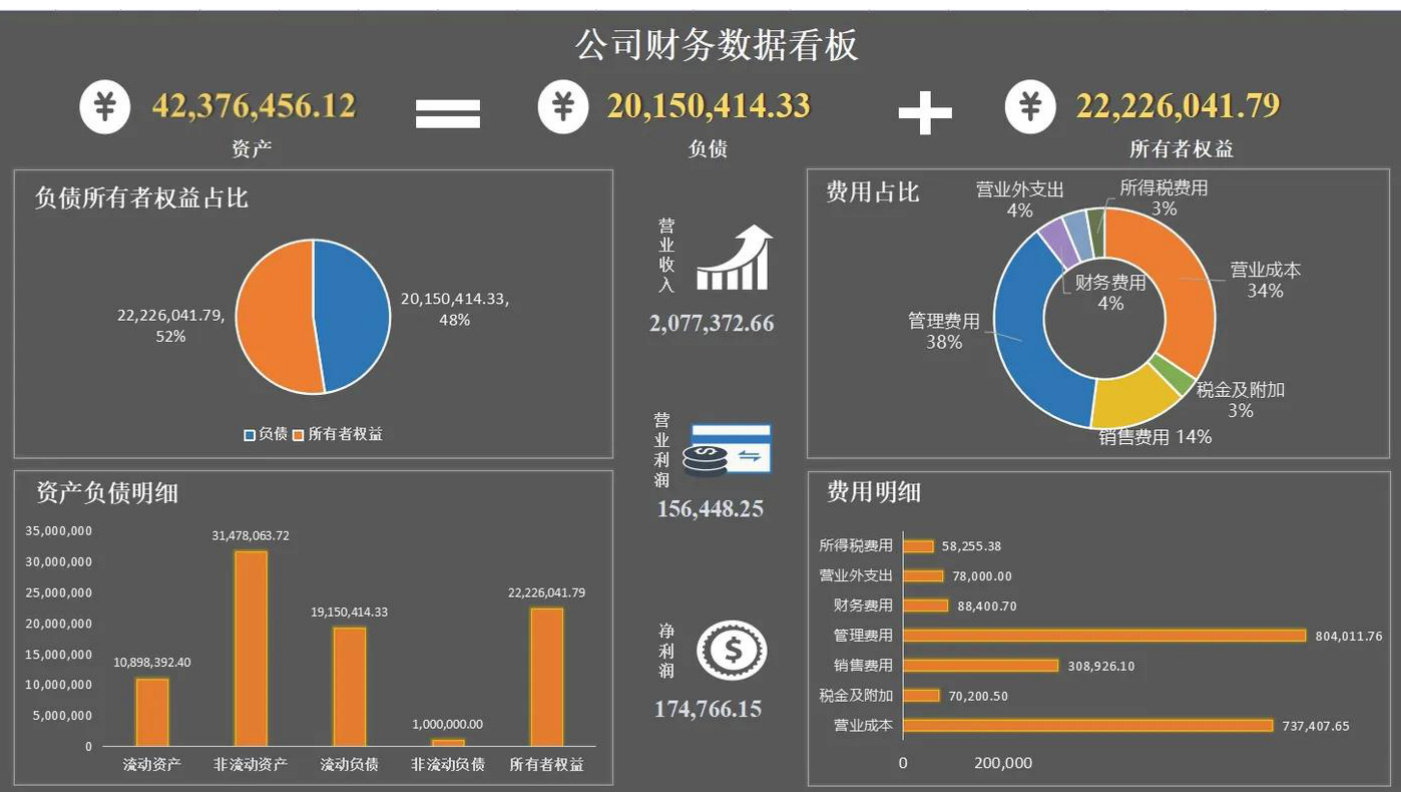 公司财务数据看板
¥ 42,376,456.12 = ¥ 20,150,414.33 + ¥ 22,226,041.79
资产 负债 所有者权益
负债所有者权益占比
20,150,414.33,
48%
22,226,041.79,
52%
负债 所有者权益
营业收入
2,077,372.66
营业利润
156,448.25
净利润
$
174,766.15
费用占比
营业外支出
4%
所得税费用
3%
营业成本
34%
财务费用
4%
管理费用
38%
税金及附加
3%
销售费用 14%
资产负债明细
35,000,000
30,000,000
25,000,000
20,000,000
15,000,000
10,000,000
5,000,000
0
10,898,392.40
31,478,063.72
19,150,414.33
1,000,000.00
22,226,041.79
流动资产 非流动资产 流动负债 非流动负债 所有者权益
费用明细
所得税费用 58,255.38
营业外支出 78,000.00
财务费用 88,400.70
管理费用 804,011.76
销售费用 308,926.10
税金及附加 70,200.50
营业成本 737,407.65
0 200,000